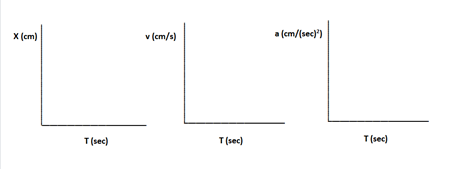 X (cm)
v (cm/s)
a (cm/(sec)²)
T (sec)
T (sec)
T (sec)